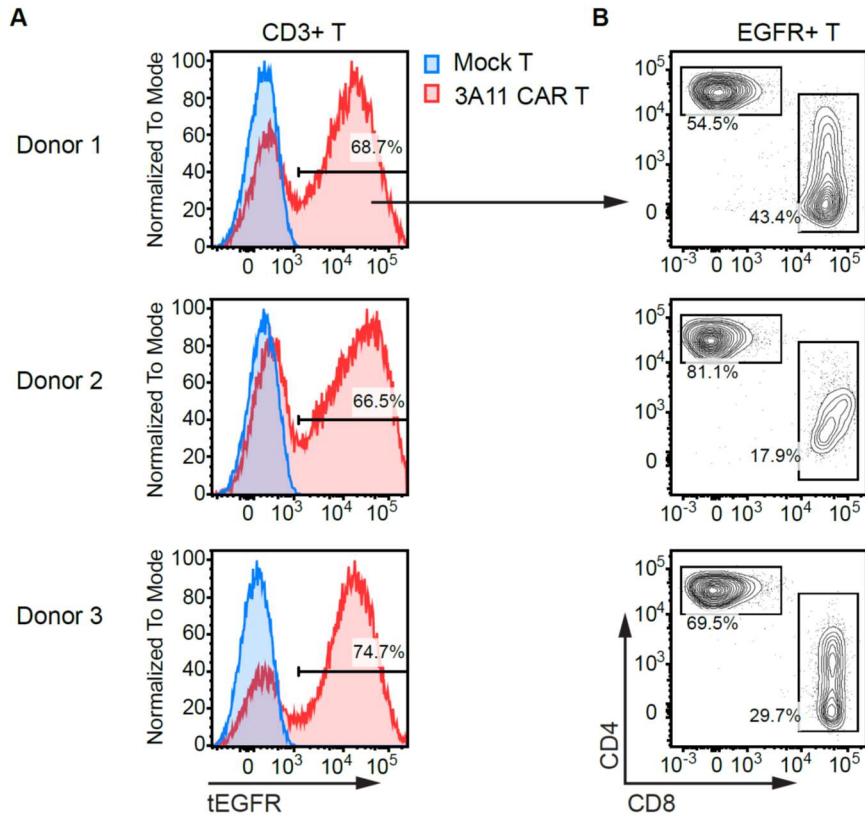 A
B
CD3+ T
EGFR+ T
Mock T
3A11 CAR T
Donor 1
Normalized To Mode
100
80
60
40
20
0
68.7%
0 10³ 10⁴ 10⁵
10⁵
10⁴
10³
0
54.5%
43.4%
10⁻³ 0 10³ 10⁴ 10⁵
Donor 2
Normalized To Mode
100
80
60
40
20
0
66.5%
0 10³ 10⁴ 10⁵
10⁵
10⁴
10³
0
81.1%
17.9%
10⁻³ 0 10³ 10⁴ 10⁵
Donor 3
Normalized To Mode
100
80
60
40
20
0
74.7%
0 10³ 10⁴ 10⁵
tEGFR
10⁵
10⁴
10³
0
69.5%
29.7%
10⁻³ 0 10³ 10⁴ 10⁵
CD4
CD8